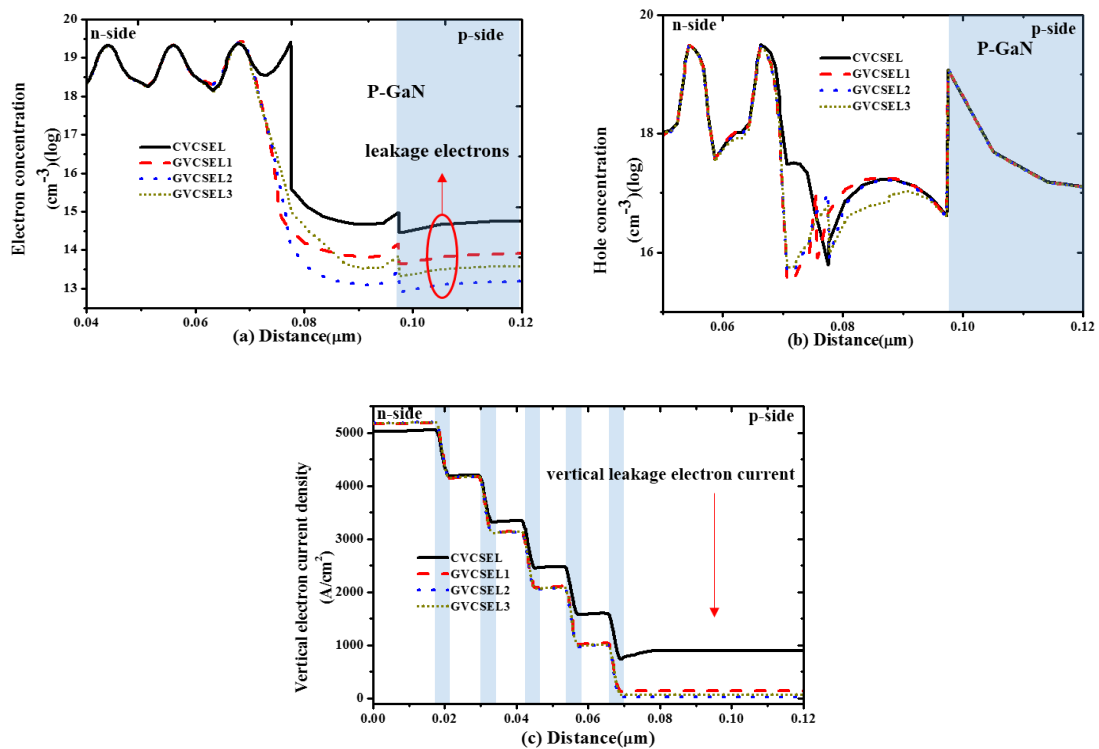 n-side
p-side
P-GaN
leakage electrons
CVCSEL
GVCSEL1
GVCSEL2
GVCSEL3
Electron concentration
(cm-3)(log)
20
19
18
17
16
15
14
13
0.04
0.06
0.08
0.10
0.12
(a) Distance(μm)
n-side
p-side
P-GaN
CVCSEL
GVCSEL1
GVCSEL2
GVCSEL3
Hole concentration
(cm-3)(log)
20
18
16
0.06
0.08
0.10
0.12
(b) Distance(μm)
n-side
p-side
vertical leakage electron current
CVCSEL
GVCSEL1
GVCSEL2
GVCSEL3
Vertical electron current density
(A/cm2)
5000
4000
3000
2000
1000
0
0.00
0.02
0.04
0.06
0.08
0.10
0.12
(c) Distance(μm)